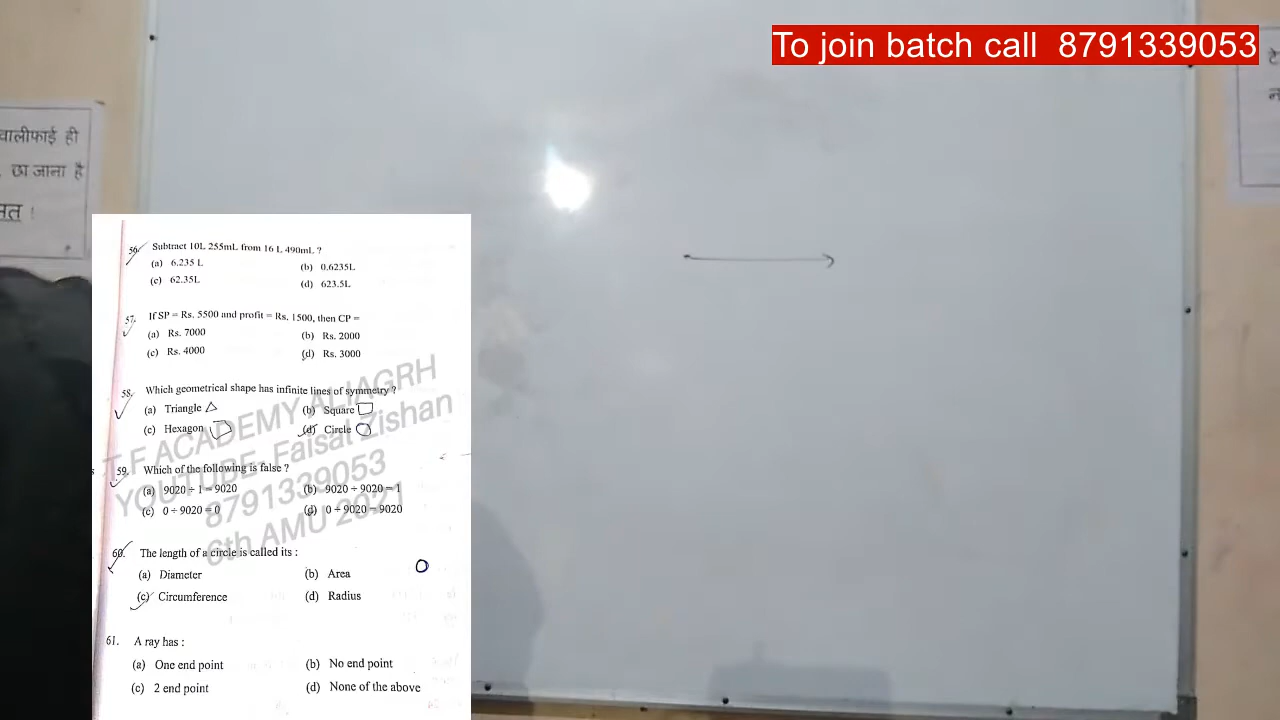 To join batch call 8791339053
वालीफाई ही
छा जाना है
मत !
56. Subtract 10L 255mL from 16 L 490mL ?
(a) 6.235 L (b) 0.6235L
(c) 62.35L (d) 623.5L
57. If SP = Rs. 5500 and profit = Rs. 1500, then CP =
(a) Rs. 7000 (b) Rs. 2000
(c) Rs. 4000 (d) Rs. 3000
58. Which geometrical shape has infinite lines of symmetry ?
(a) Triangle (b) Square
(c) Hexagon (d) Circle
T.F ACADEMY ALIAGRH
YOUTUBE- Faisal Zishan
8791339053
6th AMU 2021
59. Which of the following is false ?
(a) 9020 ÷ 1 = 9020 (b) 9020 ÷ 9020 = 1
(c) 0 ÷ 9020 = 0 (d) 0 + 9020 = 9020
60. The length of a circle is called its :
(a) Diameter (b) Area
(c) Circumference (d) Radius
61. A ray has :
(a) One end point (b) No end point
(c) 2 end point (d) None of the above